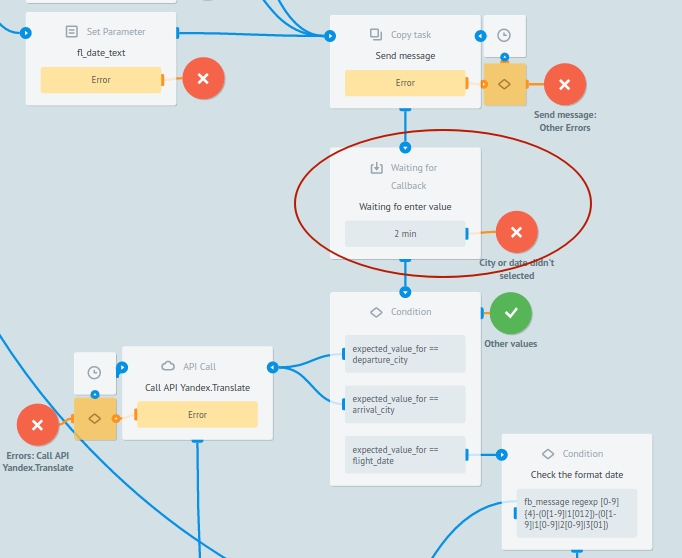 Set Parameter
fl_date_text
Error
Copy task
Send message
Error
Send message:
Other Errors
Waiting for
Callback
Waiting fo enter value
2 min
City or date didn't
selected
Condition
Other values
expected_value_for ==
departure_city
expected_value_for ==
arrival_city
expected_value_for ==
flight_date
API Call
Call API Yandex.Translate
Error
Errors: Call API
Yandex.Translate
Condition
Check the format date
fb_message regexp [0-9]
{4}-(0[1-9]|1[012])-(0[1-
9]|1[0-9]|2[0-9]|3[01])